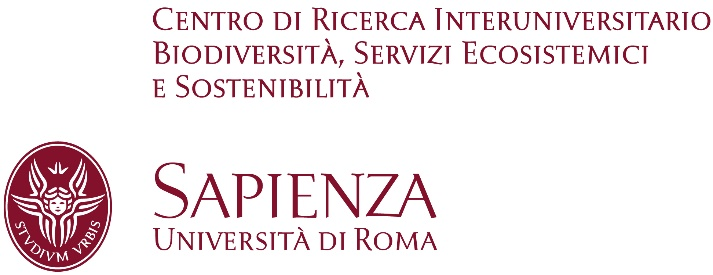 Centro di Ricerca Interuniversitario
Biodiversità, Servizi Ecosistemici
e Sostenibilità
Sapienza
Università di Roma
STVDIVM VRBIS